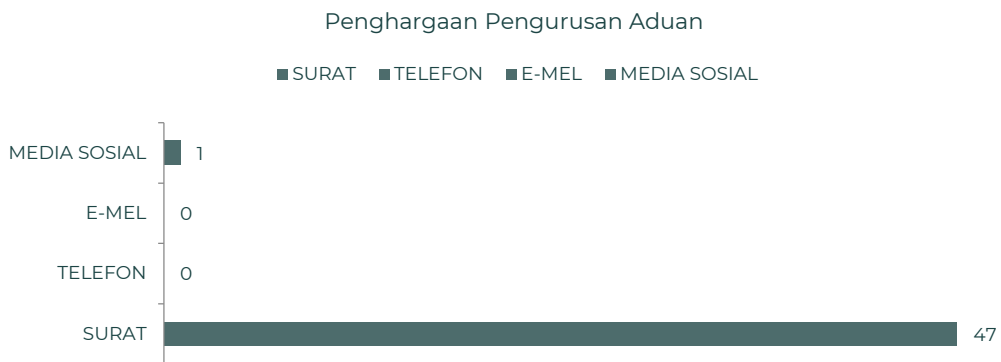 Penghargaan Pengurusan Aduan
SURAT TELEFON E-MEL MEDIA SOSIAL
MEDIA SOSIAL 1
E-MEL 0
TELEFON 0
SURAT 47